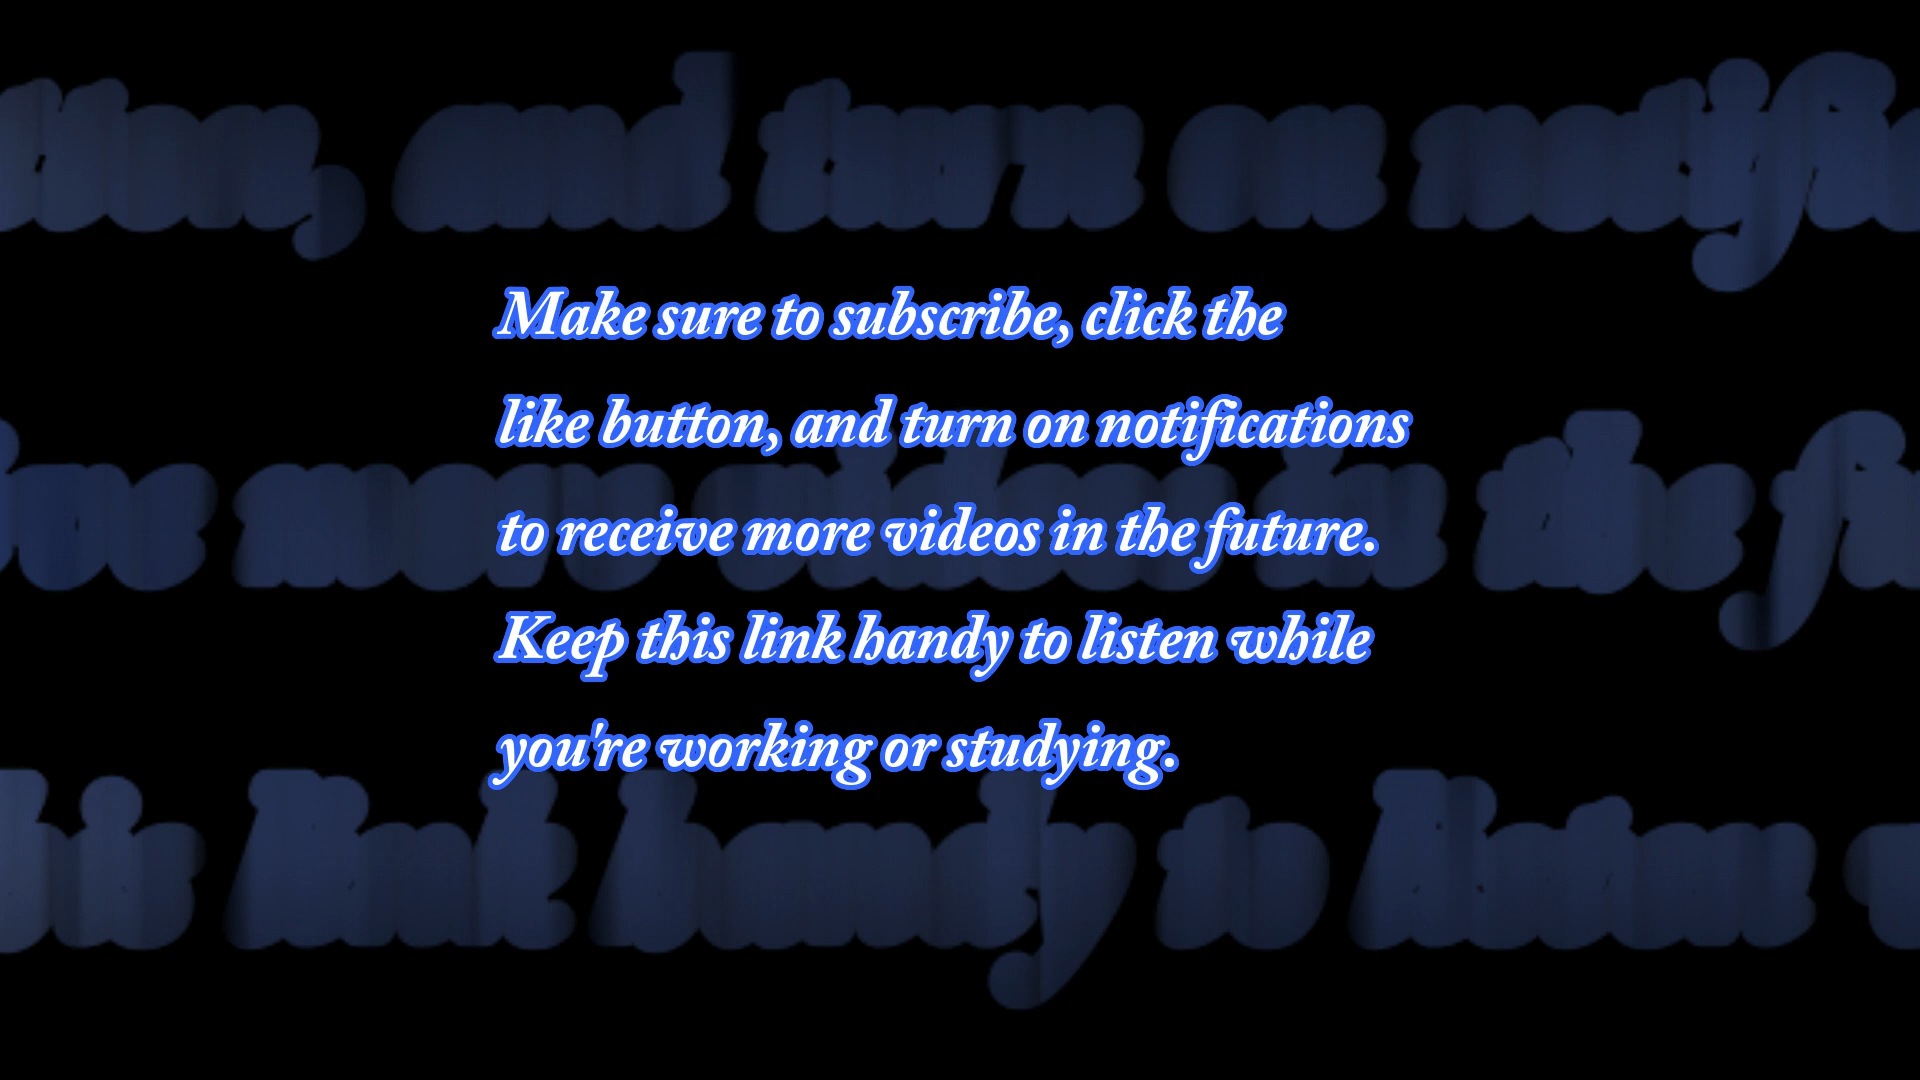 Make sure to subscribe, click the
like button, and turn on notifications
to receive more videos in the future.
Keep this link handy to listen while
you're working or studying.